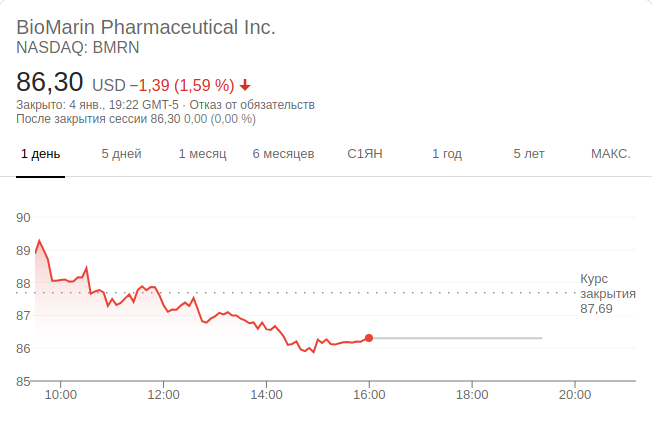 BioMarin Pharmaceutical Inc.
NASDAQ: BMRN
86,30 USD −1,39 (1,59 %)
Закрыто: 4 янв., 19:22 GMT-5 · Отказ от обязательств
После закрытия сессии 86,30 0,00 (0,00 %)
1 день 5 дней 1 месяц 6 месяцев С1ЯН 1 год 5 лет МАКС.
90
89
88
87
86
85
Курс
закрытия
87,69
10:00 12:00 14:00 16:00 18:00 20:00